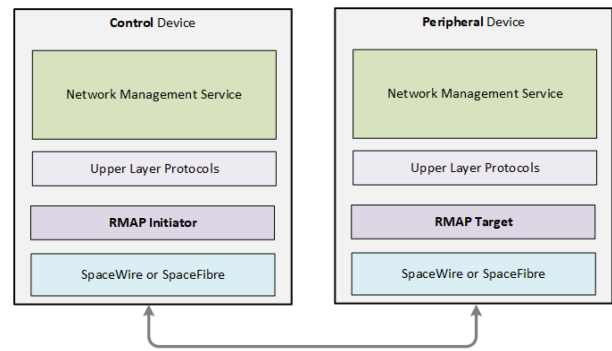 Control Device
Network Management Service
Upper Layer Protocols
RMAP Initiator
SpaceWire or SpaceFibre
Peripheral Device
Network Management Service
Upper Layer Protocols
RMAP Target
SpaceWire or SpaceFibre